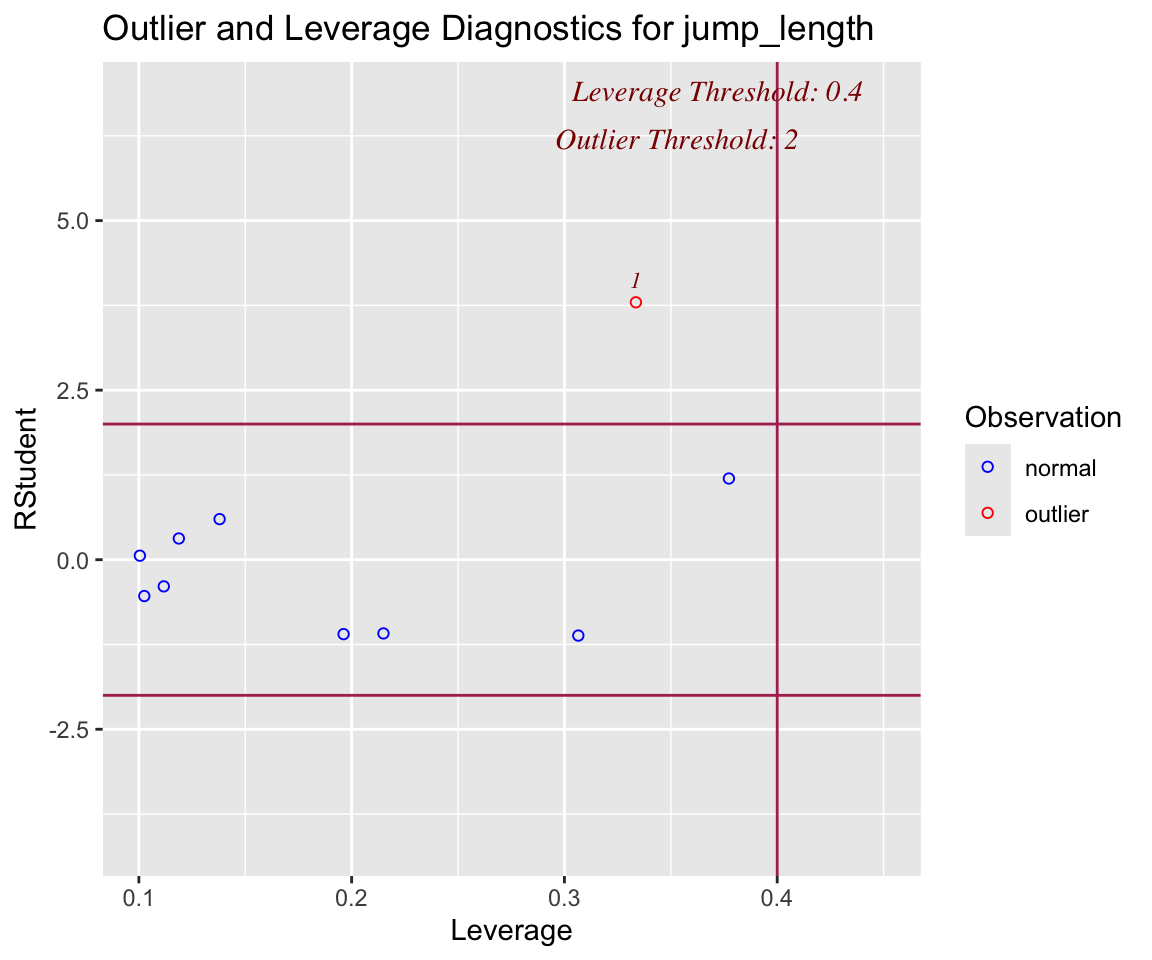 Outlier and Leverage Diagnostics for jump_length
Leverage Threshold: 0.4
Outlier Threshold: 2
5.0
1
2.5
0.0
-2.5
RStudent
0.1 0.2 0.3 0.4
Leverage
Observation
normal
outlier